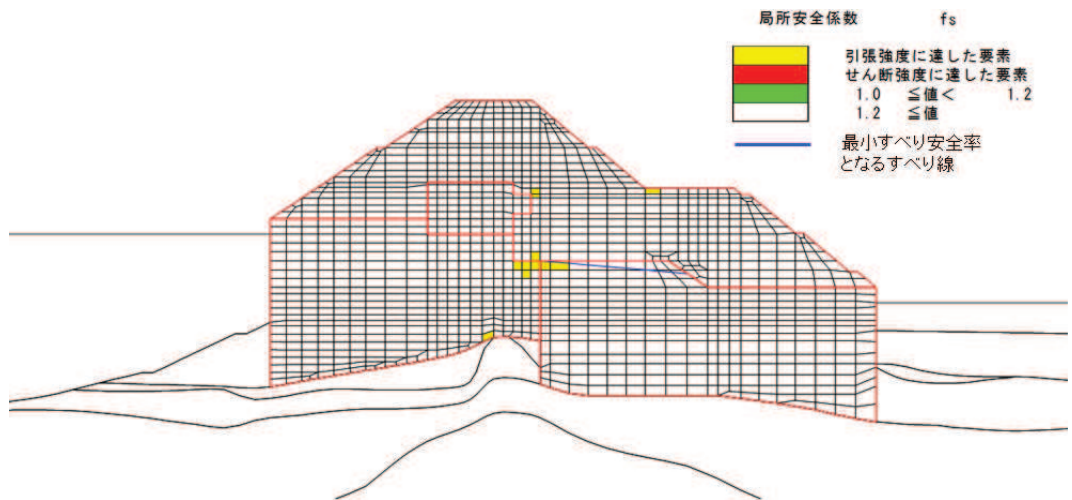 局所安全係数 fs
引張強度に達した要素
せん断強度に達した要素
1.0 ≦値< 1.2
1.2 ≦値
最小すべり安全率
となるすべり線